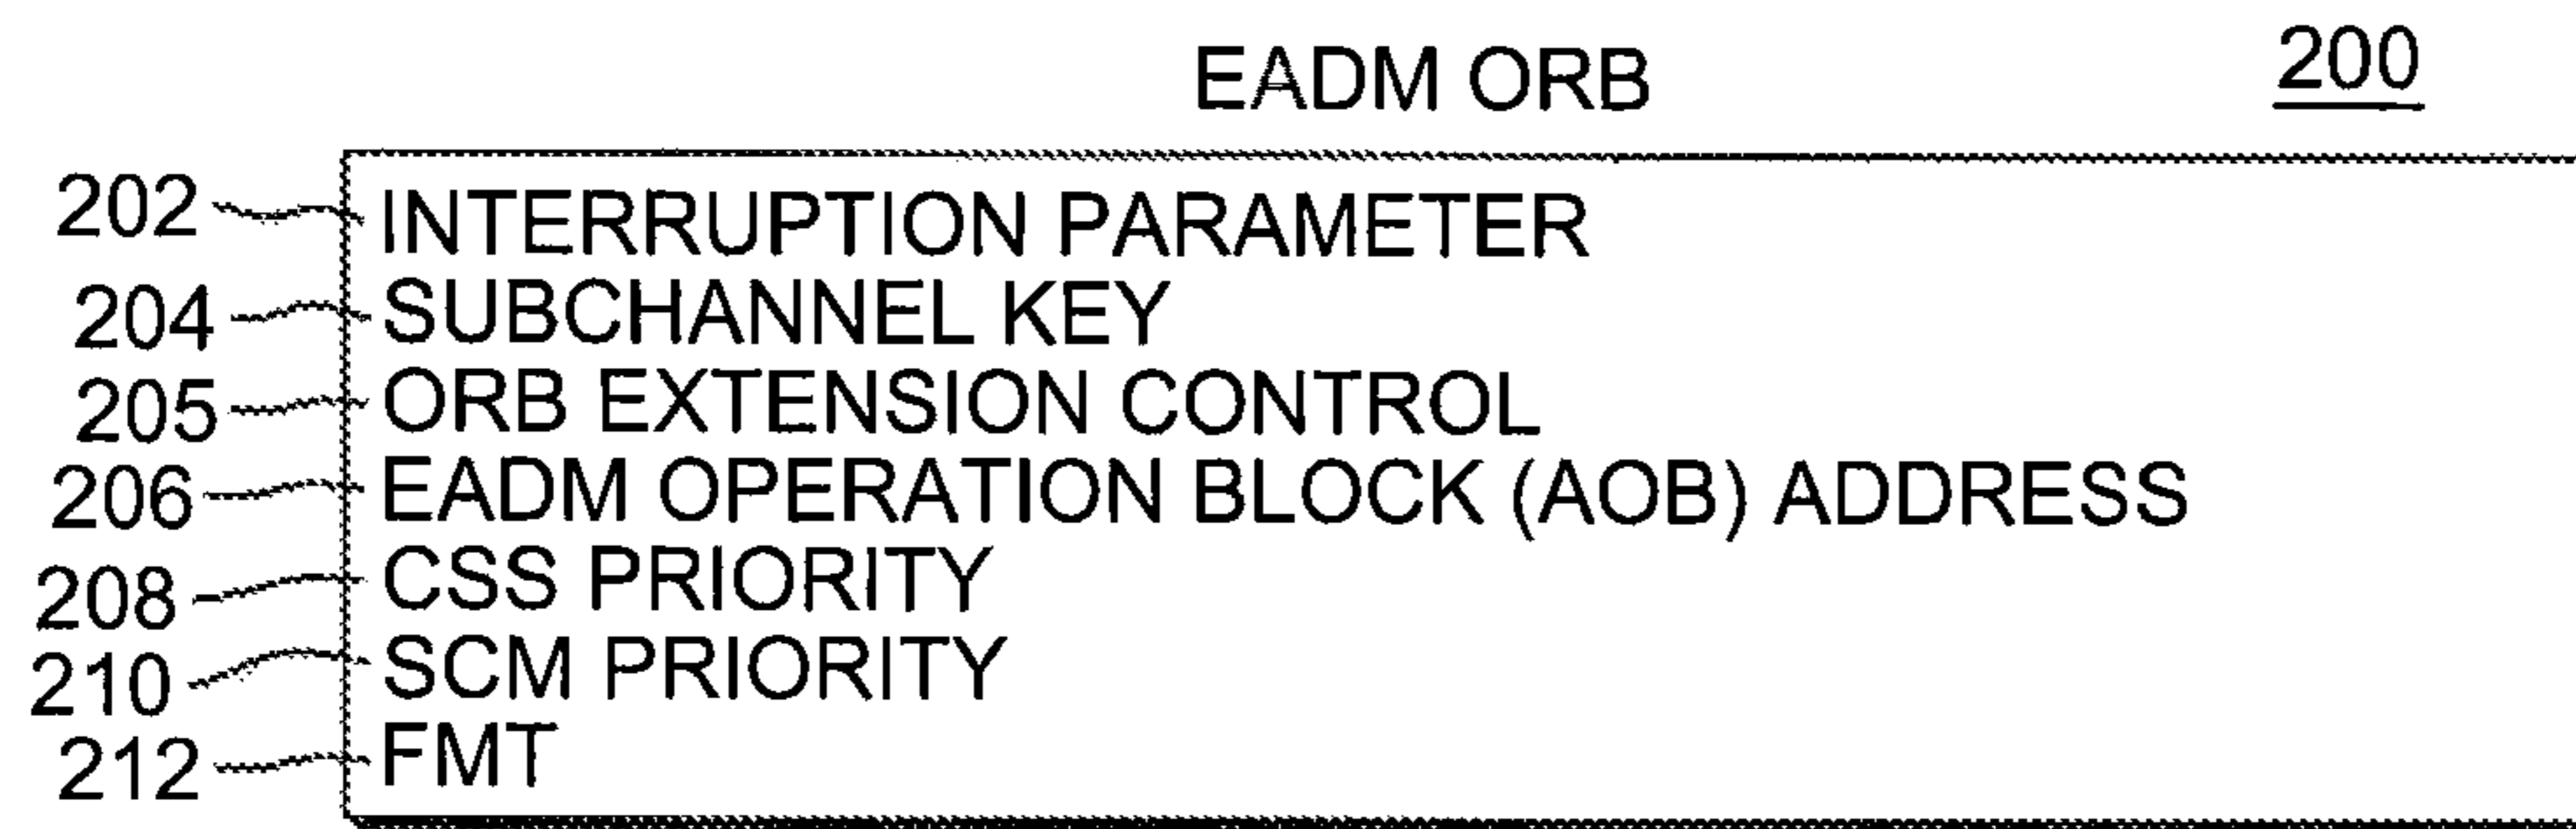 EADM ORB 200
202 INTERRUPTION PARAMETER
204 SUBCHANNEL KEY
205 ORB EXTENSION CONTROL
206 EADM OPERATION BLOCK (AOB) ADDRESS
208 CSS PRIORITY
210 SCM PRIORITY
212 FMT